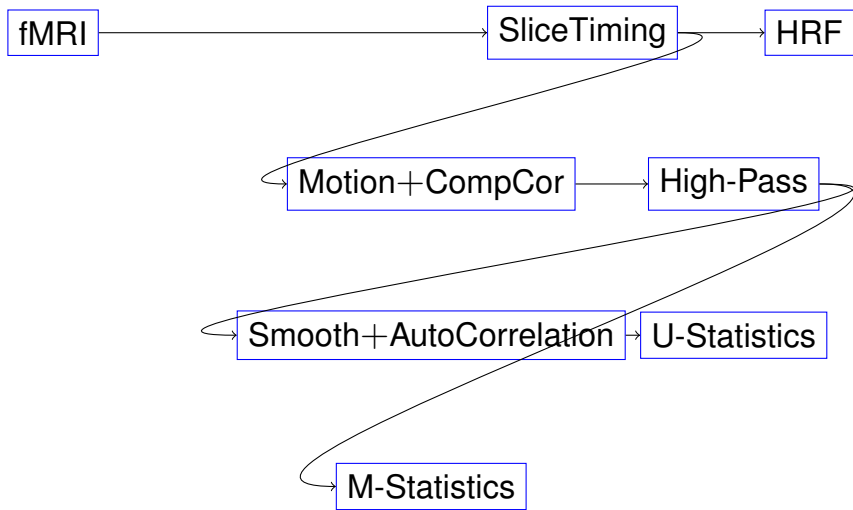 fMRI
SliceTiming
HRF
Motion+CompCor
High-Pass
Smooth+AutoCorrelation
U-Statistics
M-Statistics